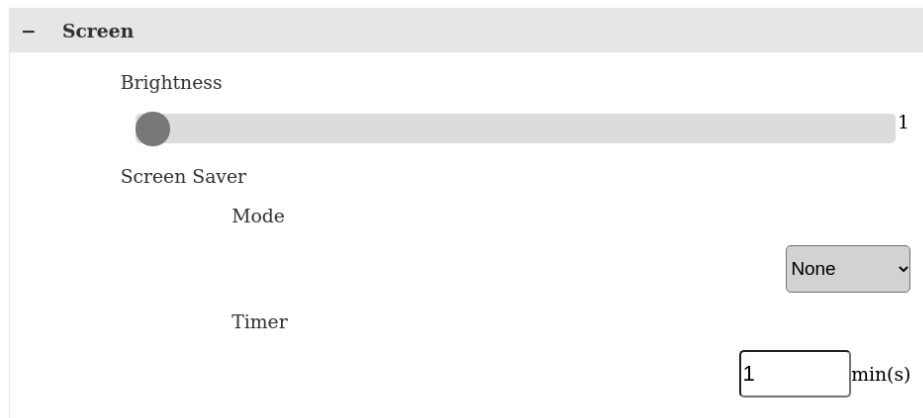 − Screen
Brightness
1
Screen Saver
Mode
None
Timer
1 min(s)